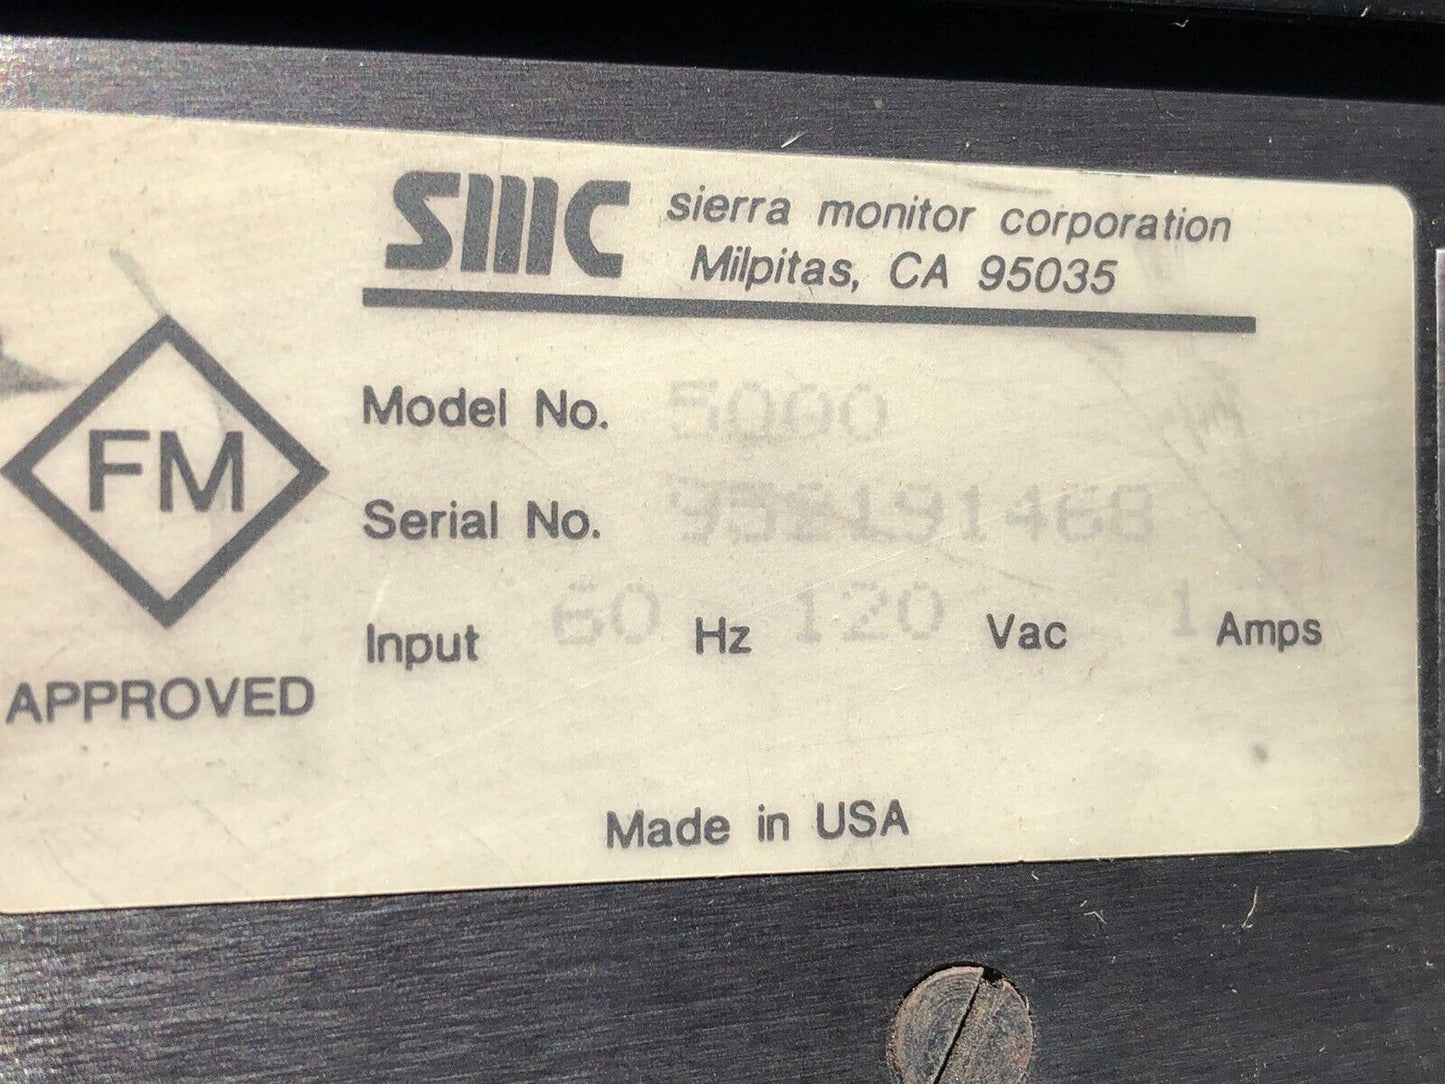 SMC sierra monitor corporation
Milpitas, CA 95035
FM
APPROVED
Model No. 5000
Serial No.
Input 60 Hz 120 Vac 1 Amps
Made in USA